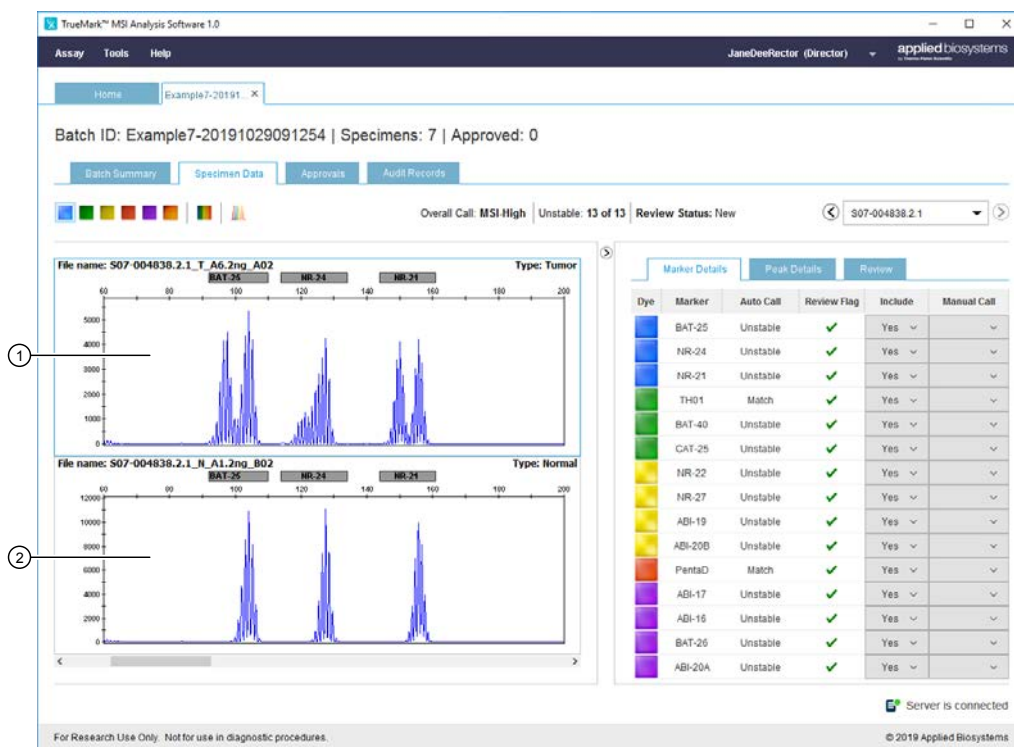 TrueMark™ MSI Analysis Software 1.0
Assay Tools Help JaneDeeRector (Director) applied biosystems
by Thermo Fisher Scientific
Home Example7-20191... ×
Batch ID: Example7-20191029091254 | Specimens: 7 | Approved: 0
Batch Summary Specimen Data Approvals Audit Records
Overall Call: MSI-High Unstable: 13 of 13 Review Status: New S07-004838.2.1
File name: S07-004838.2.1_T_A6.2ng_A02 Type: Tumor
BAT-25 NR-24 NR-21
60 80 100 120 140 160 180 200
5000
4000
3000
2000
1000
0
1
File name: S07-004838.2.1_N_A1.2ng_B02 Type: Normal
BAT-25 NR-24 NR-21
60 80 100 120 140 160 180 200
12000
10000
8000
6000
4000
2000
0
2
Marker Details Peak Details Review
Dye Marker Auto Call Review Flag Include Manual Call
BAT-25 Unstable ✔ Yes
NR-24 Unstable ✔ Yes
NR-21 Unstable ✔ Yes
TH01 Match ✔ Yes
BAT-40 Unstable ✔ Yes
CAT-25 Unstable ✔ Yes
NR-22 Unstable ✔ Yes
NR-27 Unstable ✔ Yes
ABI-19 Unstable ✔ Yes
ABI-20B Unstable ✔ Yes
PentaD Match ✔ Yes
ABI-17 Unstable ✔ Yes
ABI-16 Unstable ✔ Yes
BAT-26 Unstable ✔ Yes
ABI-20A Unstable ✔ Yes
Server is connected
For Research Use Only. Not for use in diagnostic procedures. © 2019 Applied Biosystems